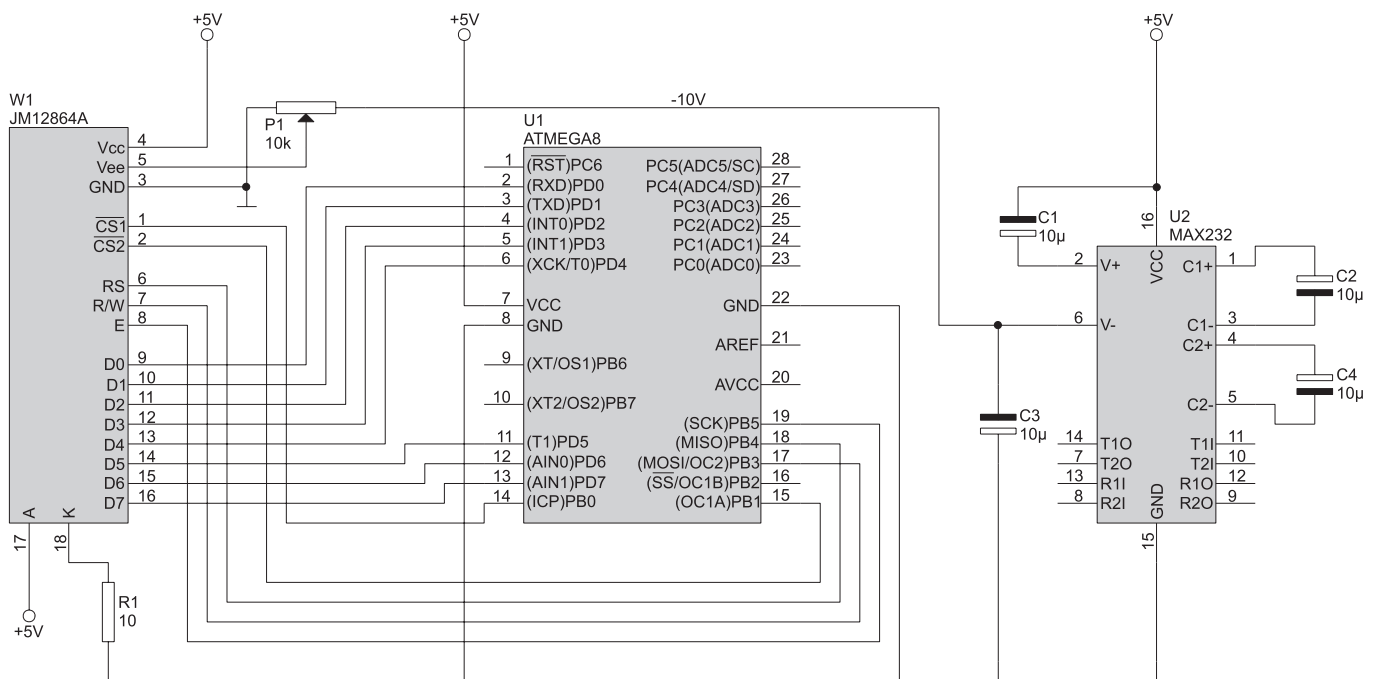 +5V
+5V
+5V
W1
JM12864A
Vcc 4
Vee 5
GND 3
CS1 1
CS2 2
RS 6
R/W 7
E 8
D0 9
D1 10
D2 11
D3 12
D4 13
D5 14
D6 15
D7 16
A
K
17
18
+5V
R1
10
P1
10k
-10V
U1
ATMEGA8
1 (RST)PC6
2 (RXD)PD0
3 (TXD)PD1
4 (INT0)PD2
5 (INT1)PD3
6 (XCK/T0)PD4
7 VCC
8 GND
9 (XT/OS1)PB6
10 (XT2/OS2)PB7
11 (T1)PD5
12 (AIN0)PD6
13 (AIN1)PD7
14 (ICP)PB0
PC5(ADC5/SC) 28
PC4(ADC4/SD) 27
PC3(ADC3) 26
PC2(ADC2) 25
PC1(ADC1) 24
PC0(ADC0) 23
GND 22
AREF 21
AVCC 20
(SCK)PB5 19
(MISO)PB4 18
(MOSI/OC2)PB3 17
(SS/OC1B)PB2 16
(OC1A)PB1 15
C1
10µ
C3
10µ
U2
MAX232
16
VCC
2 V+
6 V-
14 T1O
7 T2O
13 R1I
8 R2I
GND
15
C1+ 1
C1- 3
C2+ 4
C2- 5
T1I 11
T2I 10
R1O 12
R2O 9
C2
10µ
C4
10µ